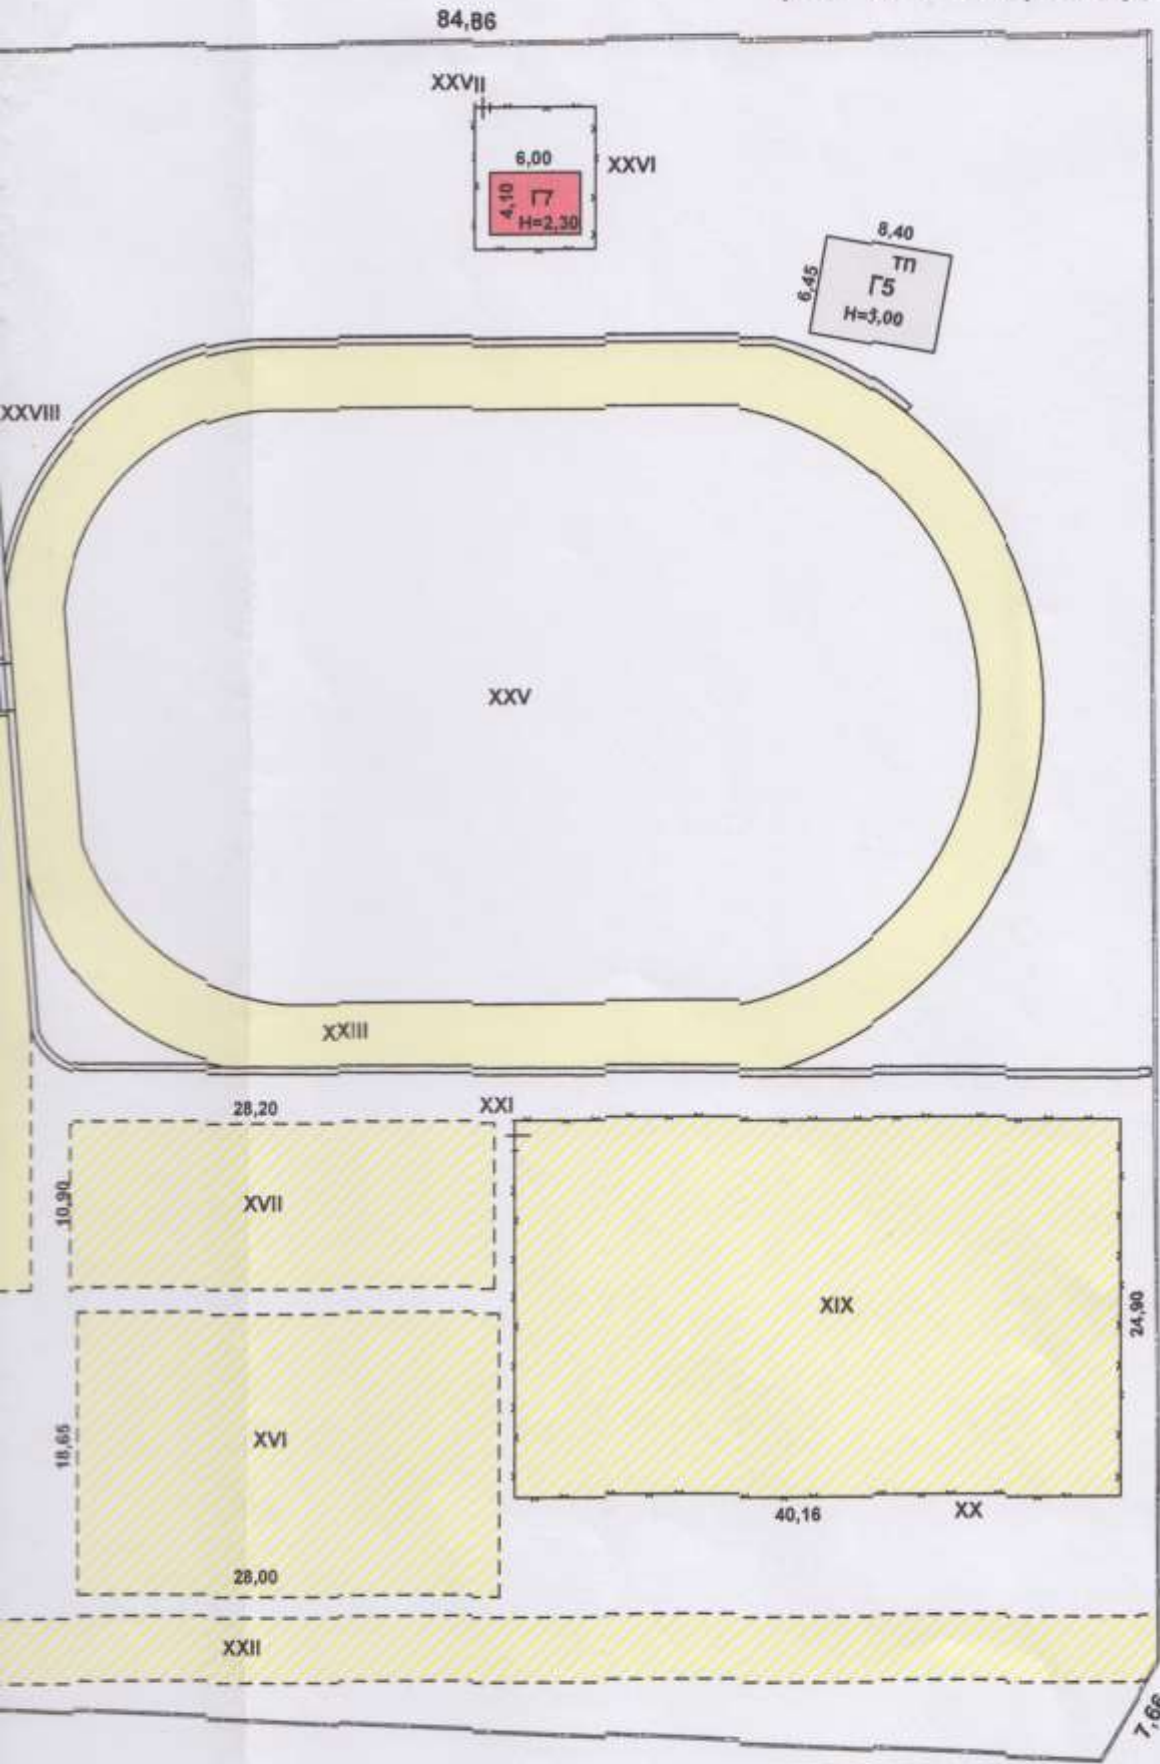 84,86
XXVII
6,00
XXVI
4,10
Г7
H=2,30
8,40
ТП
6,45
Г5
H=3,00
XXVIII
XXV
XXIII
28,20
XXI
10,90
XVII
XIX
24,90
18,65
XVI
40,16
XX
28,00
XXII
7,66